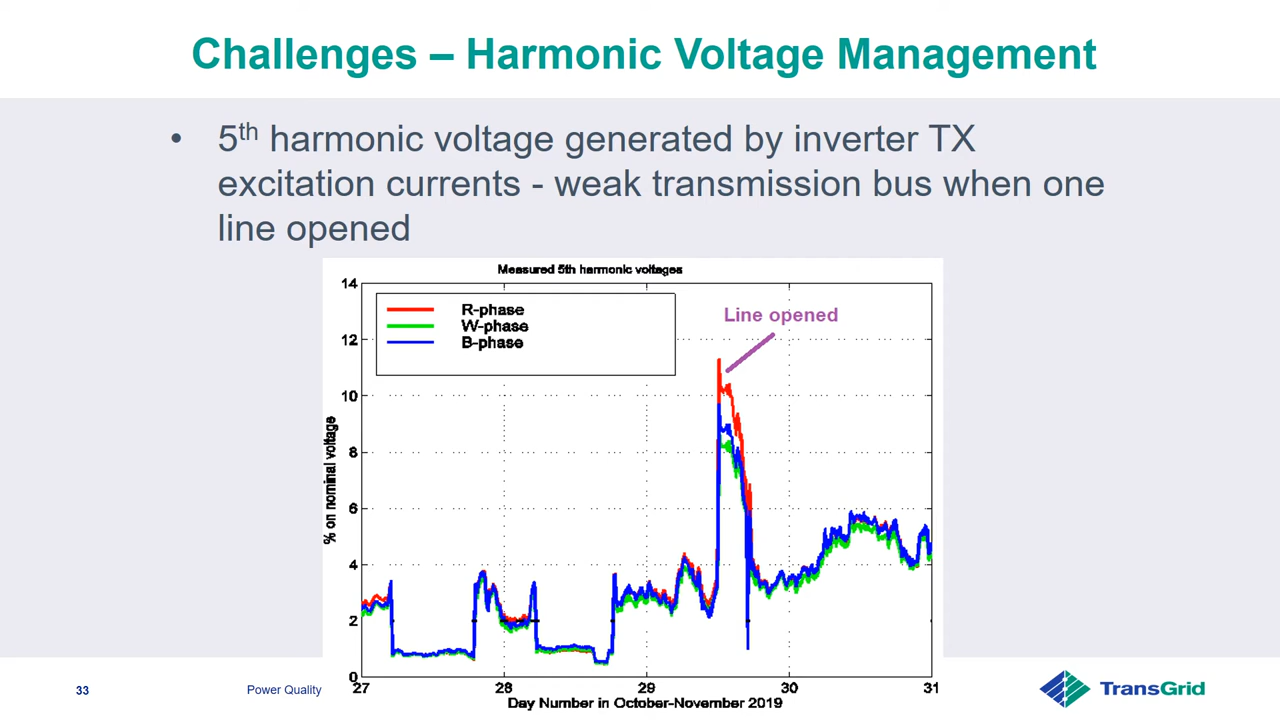 Challenges – Harmonic Voltage Management
• 5th harmonic voltage generated by inverter TX
excitation currents - weak transmission bus when one
line opened
Measured 5th harmonic voltages
14
12
10
8
6
4
2
0
% on nominal voltage
R-phase
W-phase
B-phase
Line opened
27 28 29 30 31
Day Number in October-November 2019
33
Power Quality
TransGrid